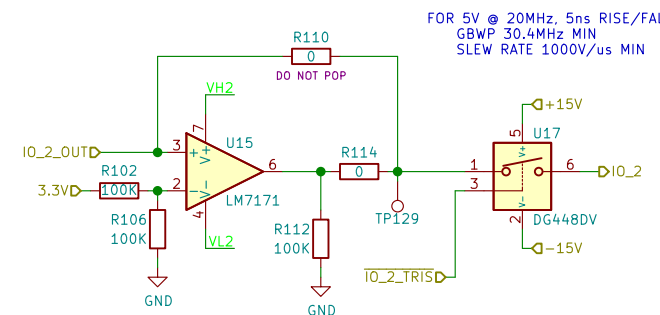 FOR 5V @ 20MHz, 5ns RISE/FAL
GBWP 30.4MHz MIN
SLEW RATE 1000V/us MIN
R110
0
DO NOT POP
VH2
+15V
7
U15
5
U17
IO_2_OUT
3
+
V+
R114
V+
R102
6
0
1
6
IO_2
3.3V
100K
2
-
V-
3
LM7171
V-
4
TP129
2
DG448DV
R106
100K
R112
100K
VL2
-15V
IO_2_TRIS
GND
GND